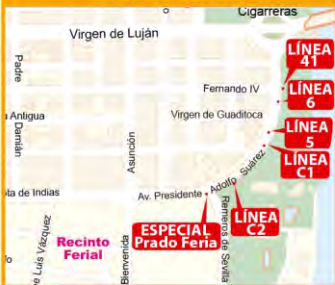 Cigarreras
Virgen de Luján
LÍNEA
41
Padre
Fernando IV
LÍNEA
6
Antigua
Virgen de Guaditoca
Damián
LÍNEA
5
Asunción
Suárez
LÍNEA
C1
ta de Indias
Av. Presidente
Adolfo
LÍNEA
C2
ESPECIAL
Prado Feria
Remeros de Sevilla
e Luis Vázquez
Recinto
Ferial
Bienvenida